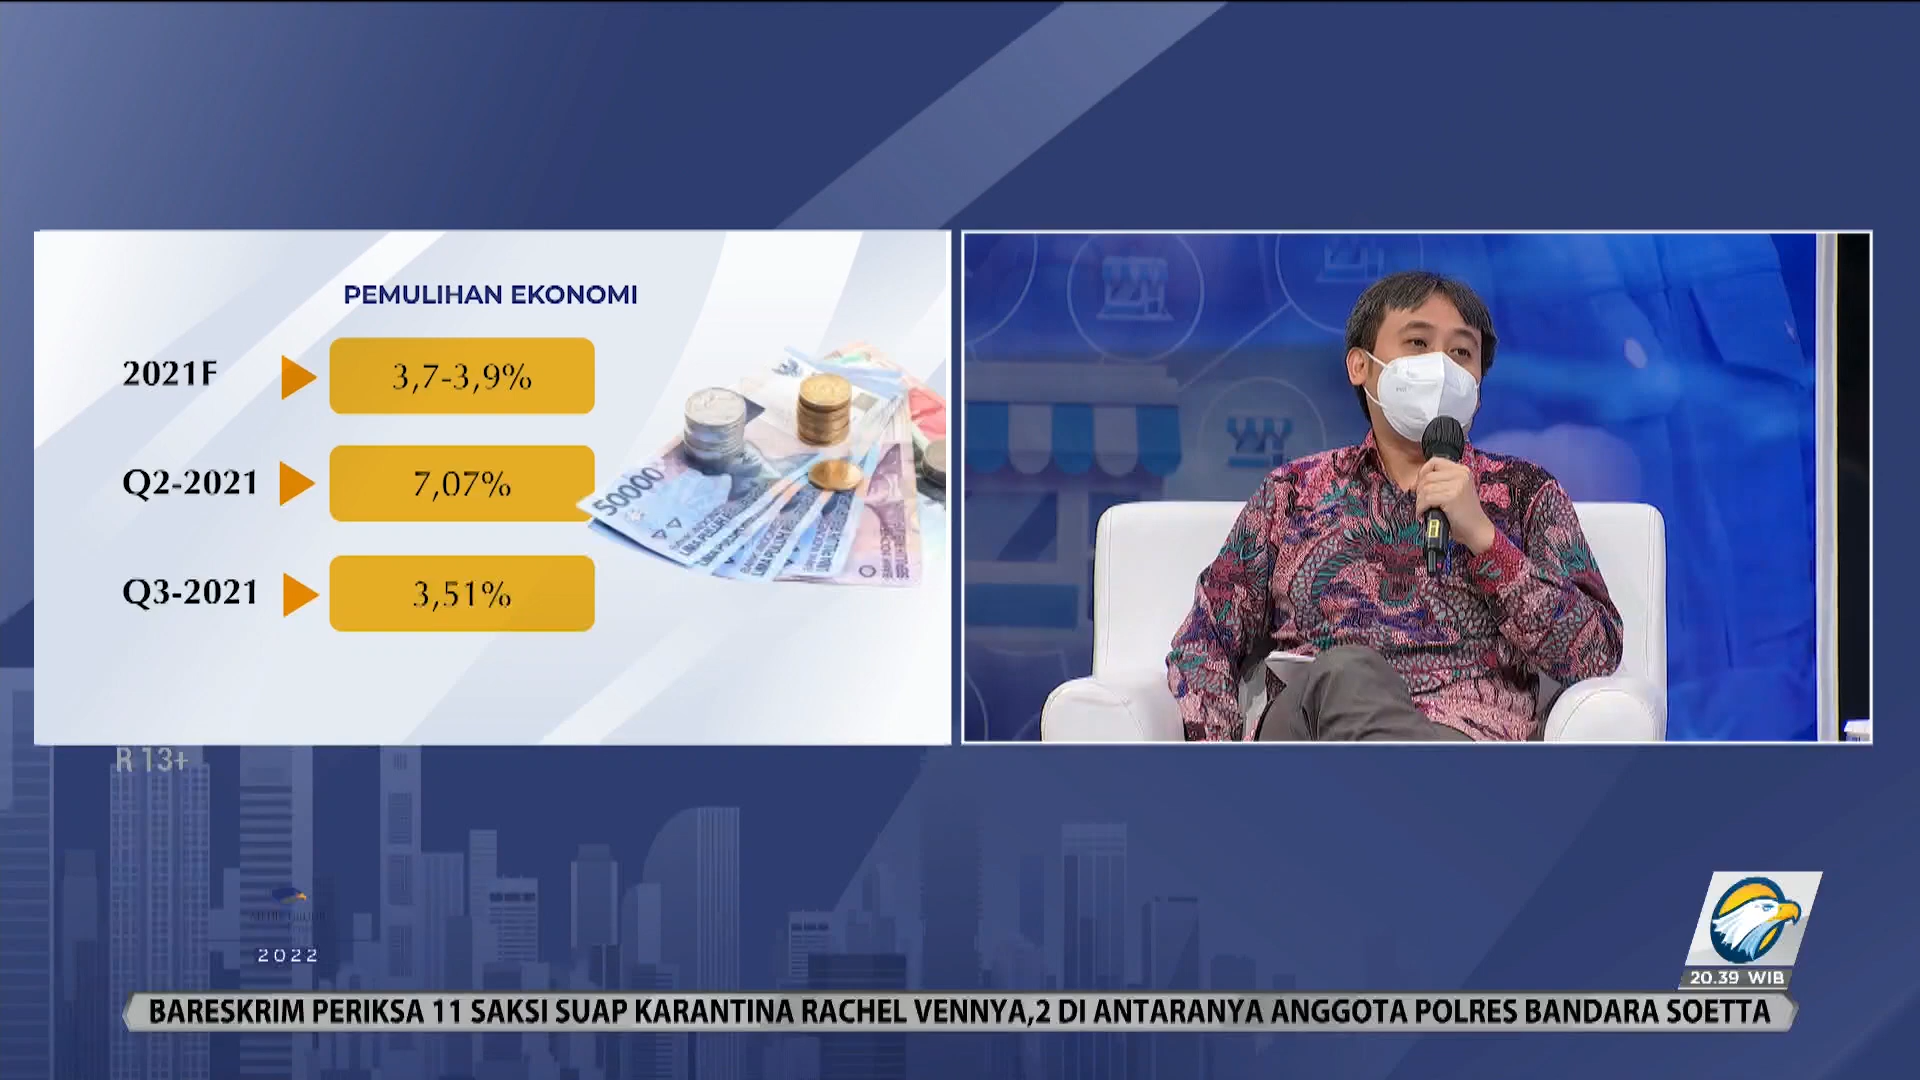 PEMULIHAN EKONOMI
2021F
3,7-3,9%
Q2-2021
7,07%
Q3-2021
3,51%
50000
R 13+
2022
20.39 WIB
BARESKRIM PERIKSA 11 SAKSI SUAP KARANTINA RACHEL VENNYA,2 DI ANTARANYA ANGGOTA POLRES BANDARA SOETTA